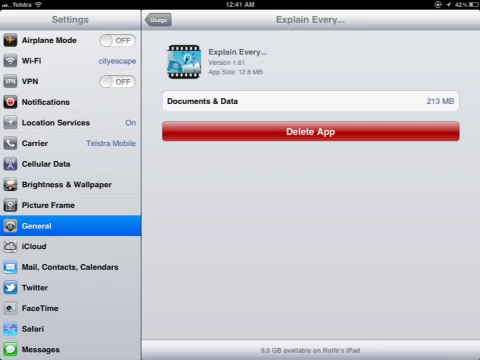 Telstra
12:41 AM
42%
Settings
Usage
Explain Every...
Airplane Mode
OFF
Wi-Fi
cityescape
VPN
VPN
OFF
Notifications
Location Services
On
Carrier
Telstra Mobile
Cellular Data
Brightness & Wallpaper
Picture Frame
General
iCloud
Mail, Contacts, Calendars
Twitter
FaceTime
Safari
Messages
Explain Every...
Version 1.61
App Size: 12.8 MB
Documents & Data
213 MB
Delete App
9.0 GB available on Rolfe's iPad